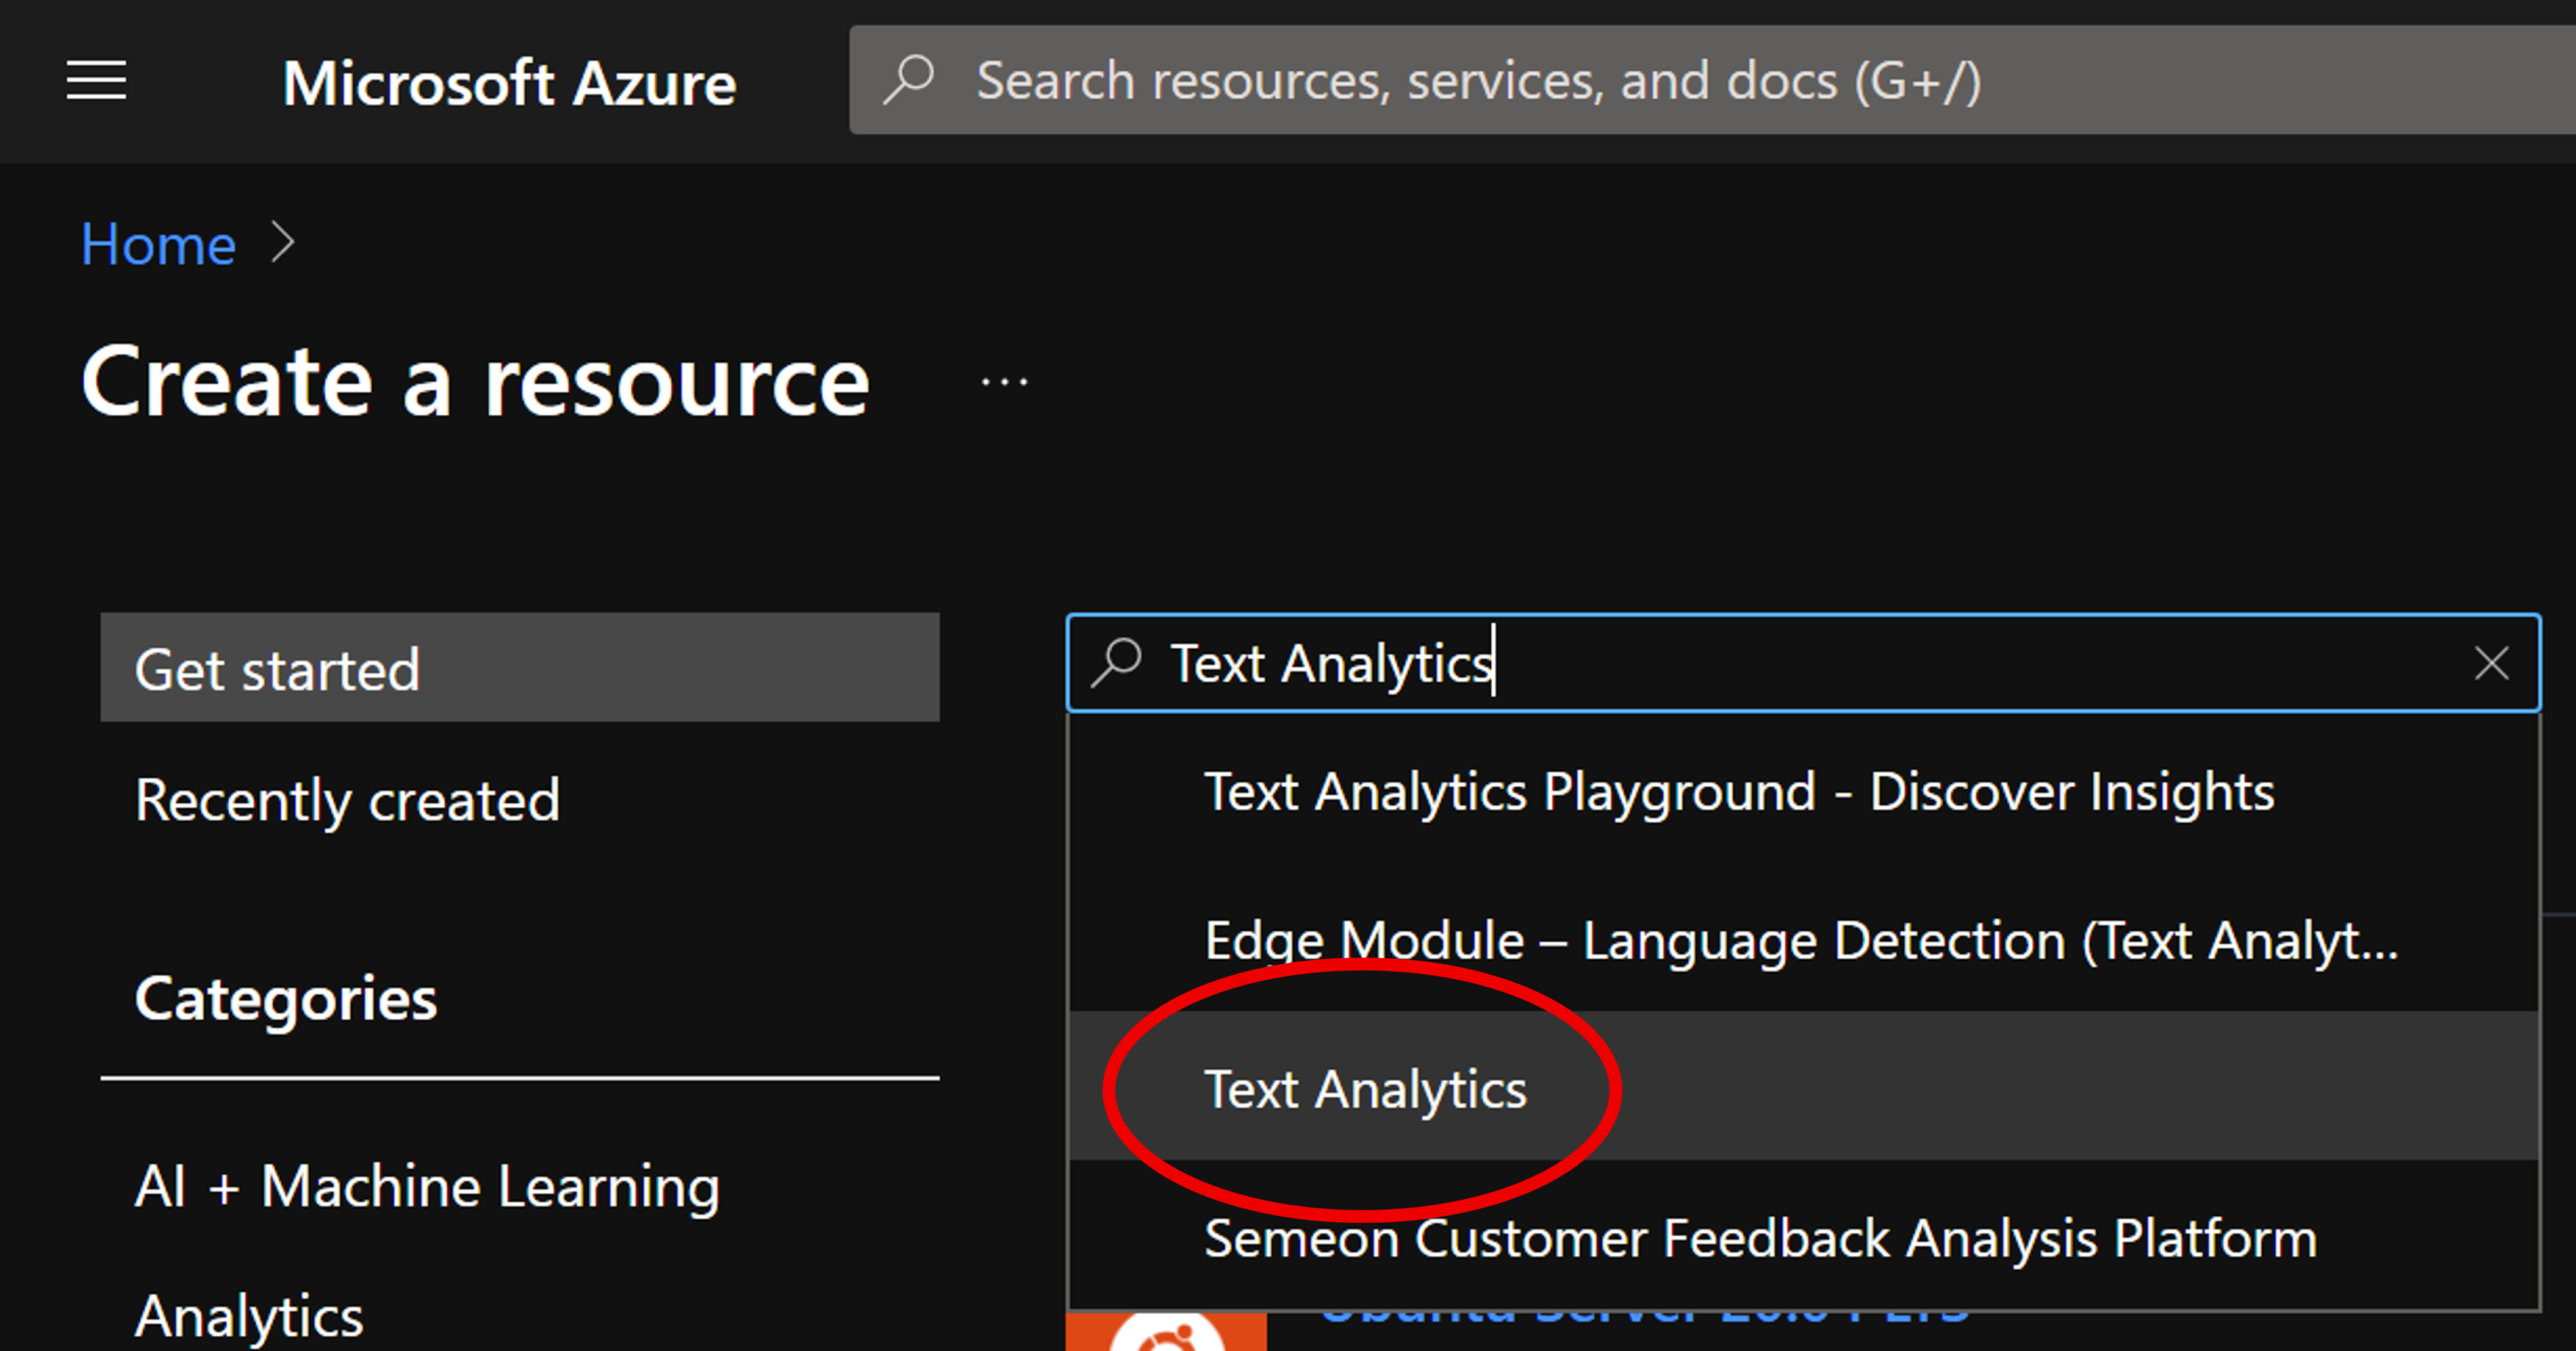 Microsoft Azure
Search resources, services, and docs (G+/)
Home
Create a resource
...
Get started
Recently created
Categories
AI + Machine Learning
Analytics
Text Analytics
Text Analytics Playground - Discover Insights
Edge Module – Language Detection (Text Analyt...
Text Analytics
Semeon Customer Feedback Analysis Platform
Ubuntu Server